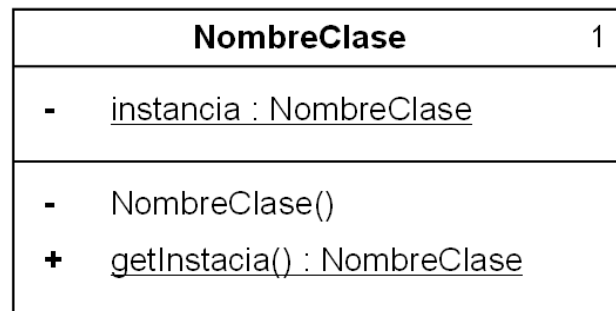 NombreClase 1
- instancia : NombreClase
- NombreClase()
+ getInstacia() : NombreClase